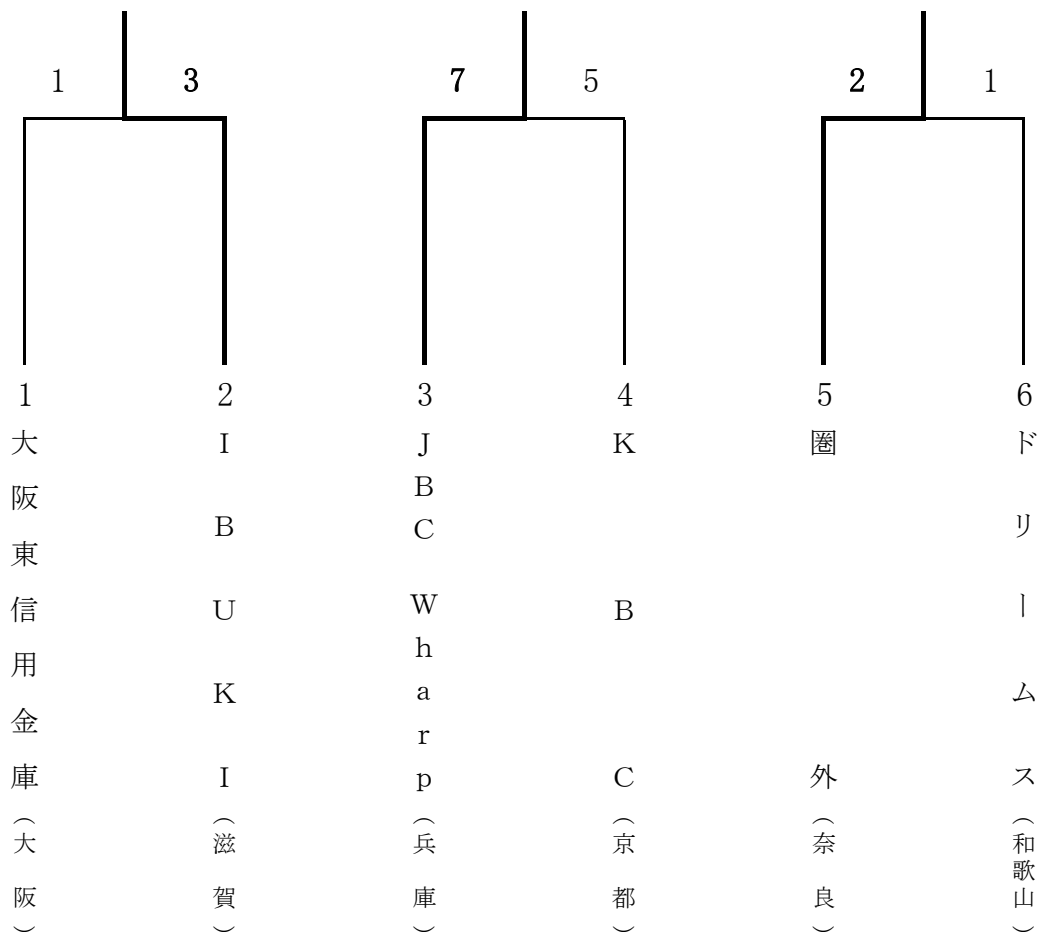 1 3 7 5 2 1
1 2 3 4 5 6
大阪東信用金庫（大阪）
IBUKI（滋賀）
JBC Wharp（兵庫）
KBC（京都）
圏外（奈良）
ドリームス（和歌山）